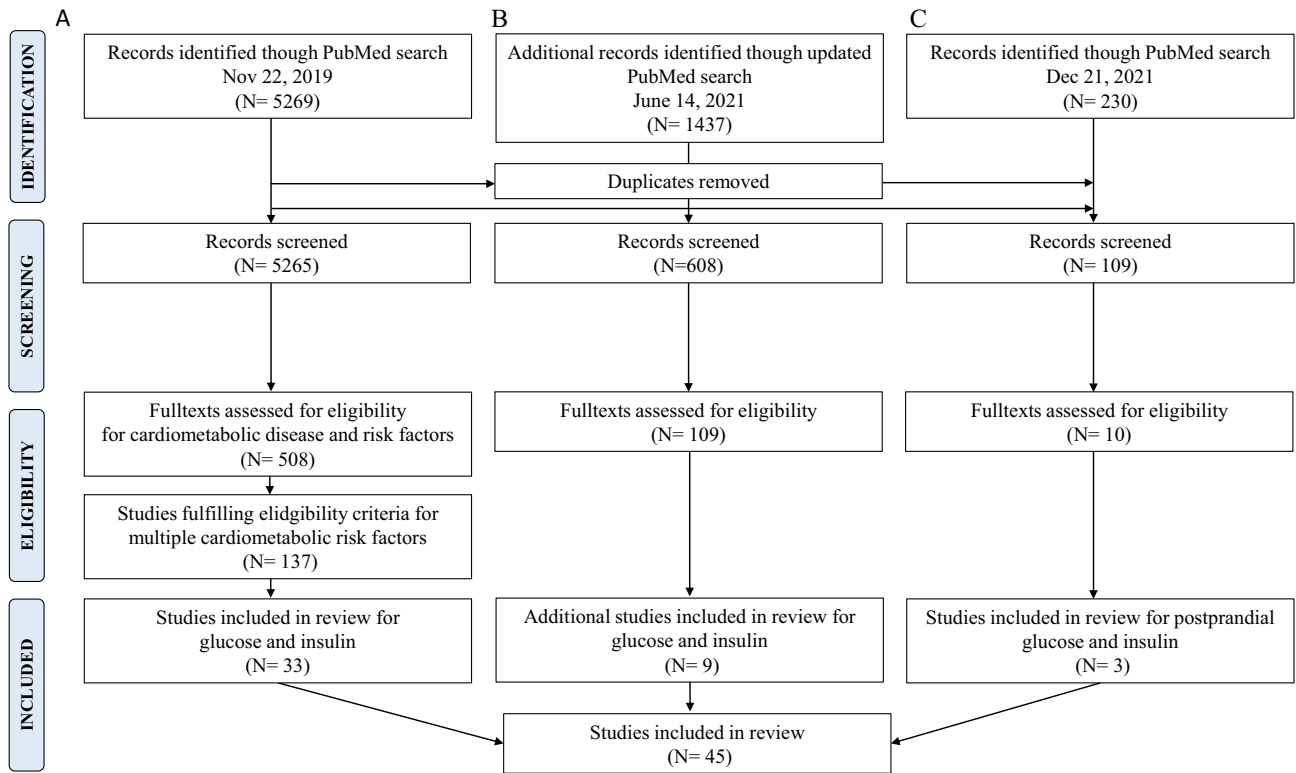 A
B
C
IDENTIFICATION
Records identified though PubMed search
Nov 22, 2019
(N= 5269)
Additional records identified though updated
PubMed search
June 14, 2021
(N= 1437)
Records identified though PubMed search
Dec 21, 2021
(N= 230)
Duplicates removed
SCREENING
Records screened
(N= 5265)
Records screened
(N=608)
Records screened
(N= 109)
ELIGIBILITY
Fulltexts assessed for eligibility
for cardiometabolic disease and risk factors
(N= 508)
Fulltexts assessed for eligibility
(N= 109)
Fulltexts assessed for eligibility
(N= 10)
Studies fulfilling elidgibility criteria for
multiple cardiometabolic risk factors
(N= 137)
INCLUDED
Studies included in review for
glucose and insulin
(N= 33)
Additional studies included in review for
glucose and insulin
(N= 9)
Studies included in review for postprandial
glucose and insulin
(N= 3)
Studies included in review
(N= 45)